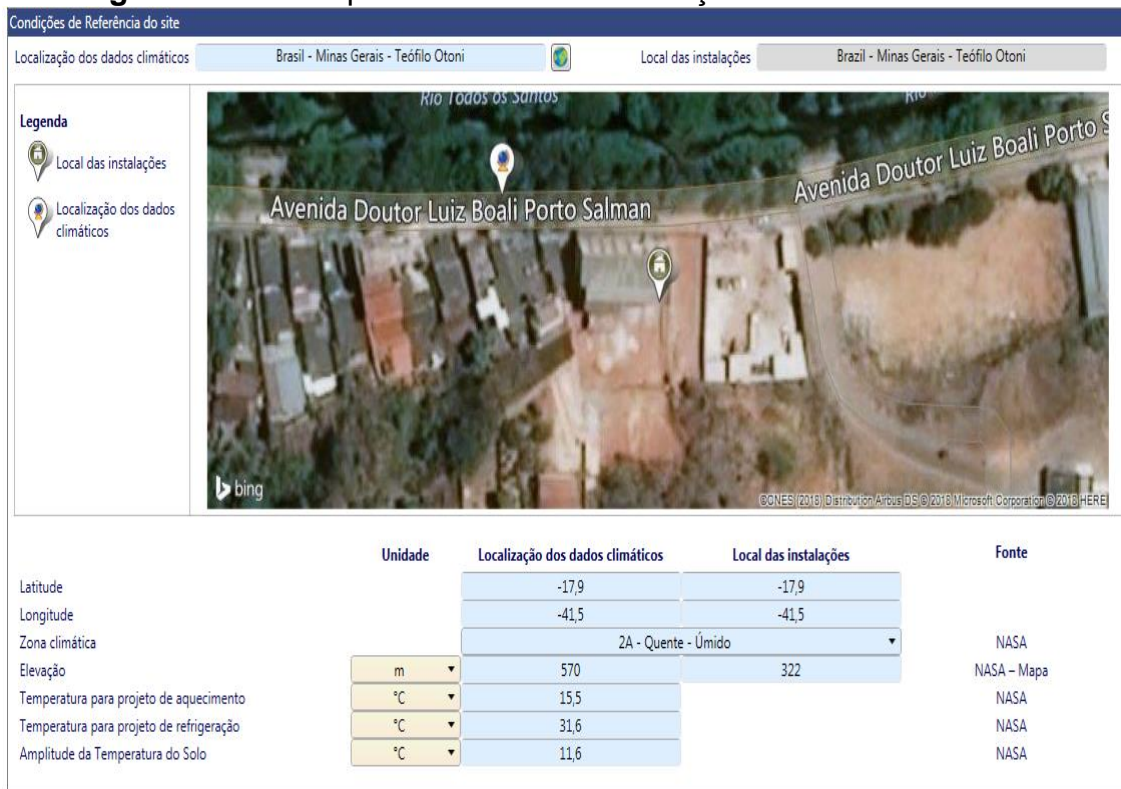 Condições de Referência do site
Localização dos dados climáticos Brasil - Minas Gerais - Teófilo Otoni Local das instalações Brazil - Minas Gerais - Teófilo Otoni
Legenda
Local das instalações
Localização dos dados
climáticos
Rio Todos os Santos
Avenida Doutor Luiz Boali Porto Salman
Avenida Doutor Luiz Boali Porto S
bing
©CNES (2018) Distribution Airbus DS © 2018 Microsoft Corporation © 2018 HERE
Unidade Localização dos dados climáticos Local das instalações Fonte
Latitude -17,9 -17,9
Longitude -41,5 -41,5
Zona climática 2A - Quente - Úmido NASA
Elevação m 570 322 NASA – Mapa
Temperatura para projeto de aquecimento °C 15,5 NASA
Temperatura para projeto de refrigeração °C 31,6 NASA
Amplitude da Temperatura do Solo °C 11,6 NASA